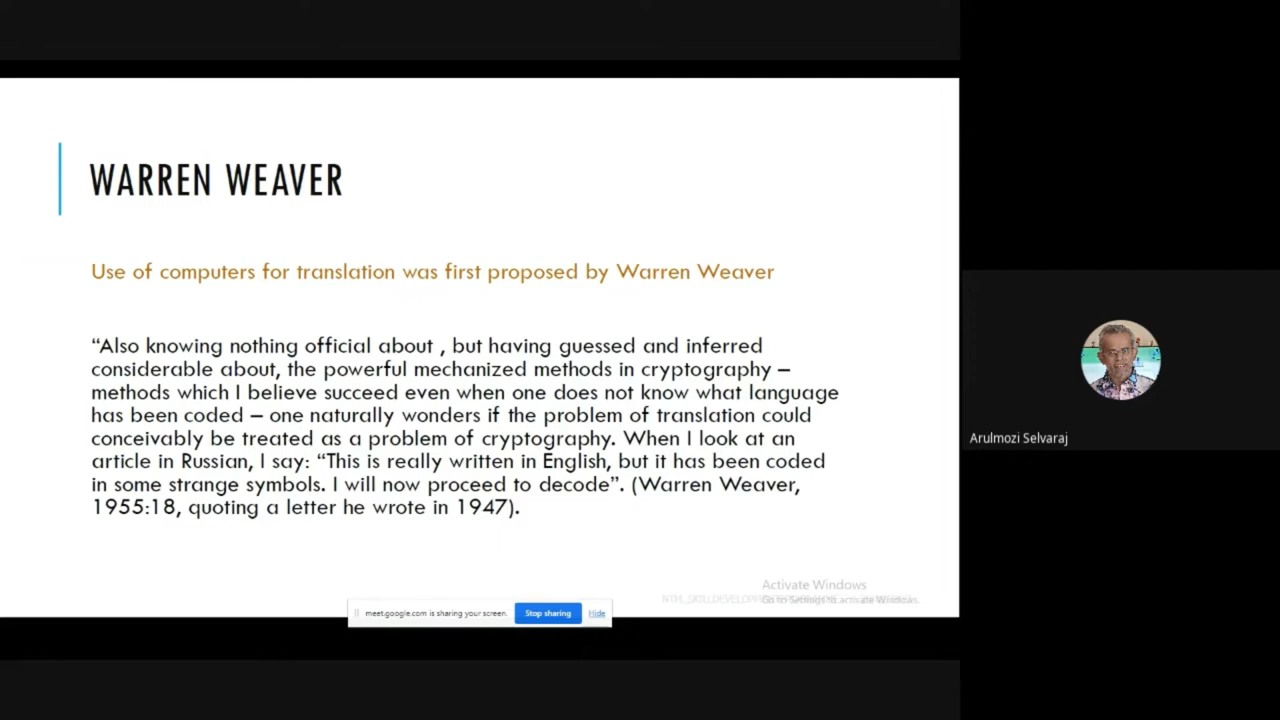 WARREN WEAVER
Use of computers for translation was first proposed by Warren Weaver
“Also knowing nothing official about , but having guessed and inferred
considerable about, the powerful mechanized methods in cryptography –
methods which I believe succeed even when one does not know what language
has been coded – one naturally wonders if the problem of translation could
conceivably be treated as a problem of cryptography. When I look at an
article in Russian, I say: “This is really written in English, but it has been coded
in some strange symbols. I will now proceed to decode”. (Warren Weaver,
1955:18, quoting a letter he wrote in 1947).
Activate Windows
Go to Settings to activate Windows.
meet.google.com is sharing your screen.
Stop sharing
Hide
Arulmozi Selvaraj